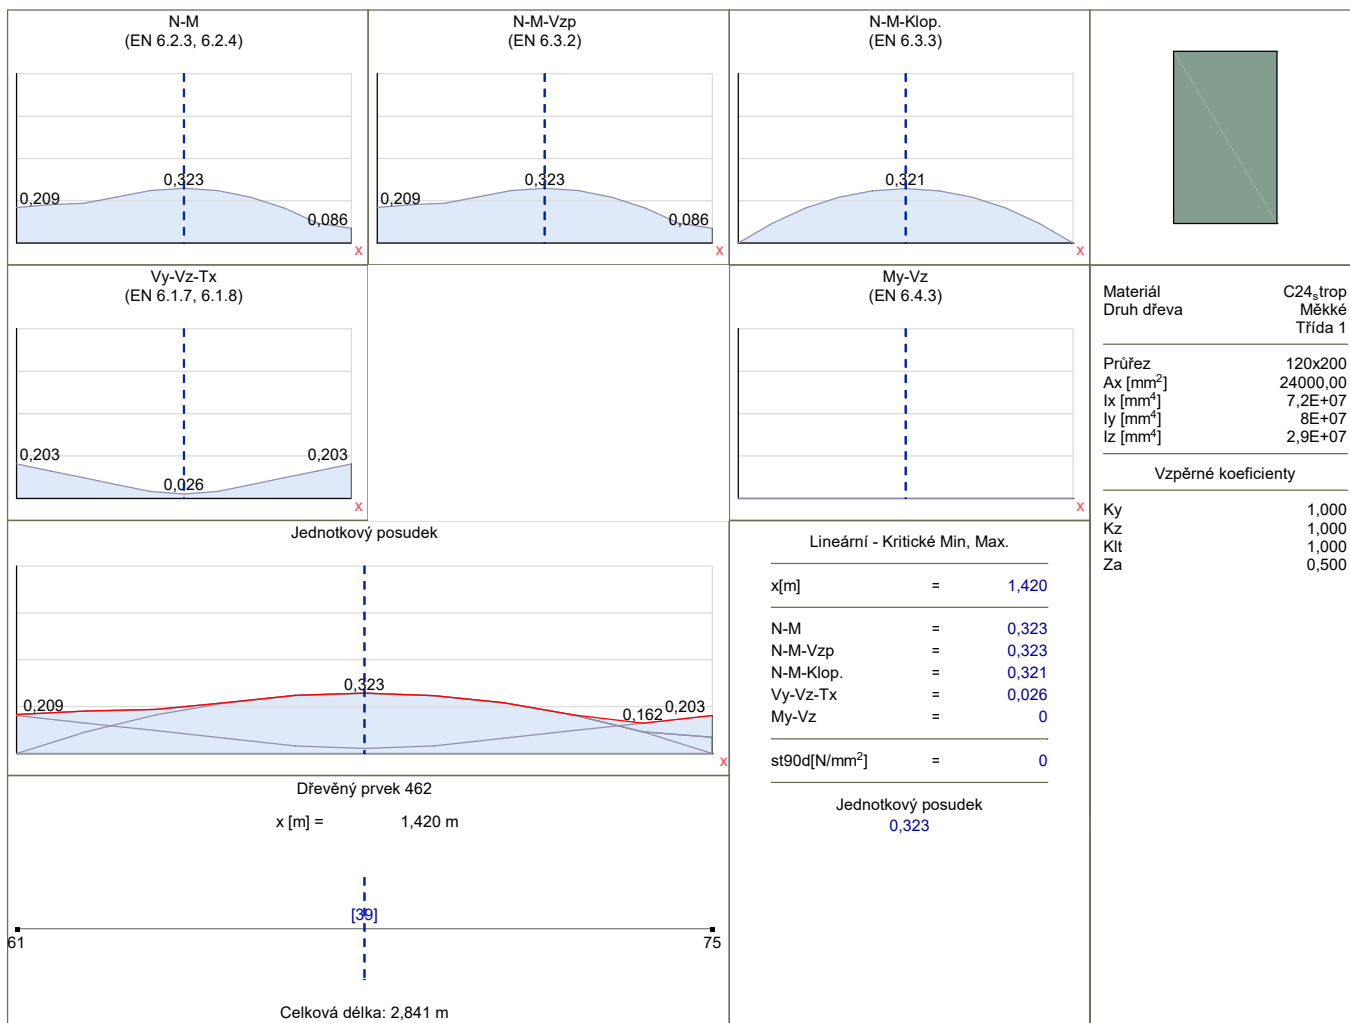 N-M
(EN 6.2.3, 6.2.4)
0,209
0,323
0,086
x
N-M-Vzp
(EN 6.3.2)
0,209
0,323
0,086
x
N-M-Klop.
(EN 6.3.3)
0,321
x
Vy-Vz-Tx
(EN 6.1.7, 6.1.8)
0,203
0,026
0,203
x
My-Vz
(EN 6.4.3)
x
Materiál C24strop
Druh dřeva Měkké
Třída 1
Průřez 120x200
Ax [mm2] 24000,00
Ix [mm4] 7,2E+07
Iy [mm4] 8E+07
Iz [mm4] 2,9E+07
Vzpěrné koeficienty
Ky 1,000
Kz 1,000
Klt 1,000
Za 0,500
Jednotkový posudek
0,209
0,323
0,162
0,203
x
Lineární - Kritické Min, Max.
x[m] = 1,420
N-M = 0,323
N-M-Vzp = 0,323
N-M-Klop. = 0,321
Vy-Vz-Tx = 0,026
My-Vz = 0
st90d[N/mm2] = 0
Jednotkový posudek
0,323
Dřevěný prvek 462
x [m] = 1,420 m
[39]
61
75
Celková délka: 2,841 m